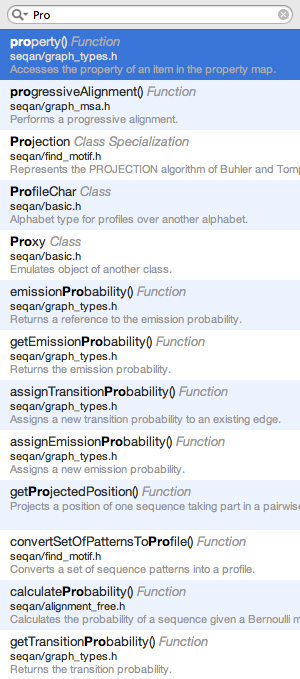 Pro
property() Function
seqan/graph_types.h
Accesses the property of an item in the property map.
progressiveAlignment() Function
seqan/graph_msa.h
Performs a progressive alignment.
Projection Class Specialization
seqan/find_motif.h
Represents the PROJECTION algorithm of Buhler and Tomp
ProfileChar Class
seqan/basic.h
Alphabet type for profiles over another alphabet.
Proxy Class
seqan/basic.h
Emulates object of another class.
emissionProbability() Function
seqan/graph_types.h
Returns a reference to the emission probability.
getEmissionProbability() Function
seqan/graph_types.h
Returns the emission probability.
assignTransitionProbability() Function
seqan/graph_types.h
Assigns a new transition probability to an existing edge.
assignEmissionProbability() Function
seqan/graph_types.h
Assigns a new emission probability.
getProjectedPosition() Function
Projects a position of one sequence taking part in a pairwise
convertSetOfPatternsToProfile() Function
seqan/find_motif.h
Converts a set of sequence patterns into a profile.
calculateProbability() Function
seqan/alignment_free.h
Calculates the probability of a sequence given a Bernoulli m
getTransitionProbability() Function
seqan/graph_types.h
Returns the transition probability.